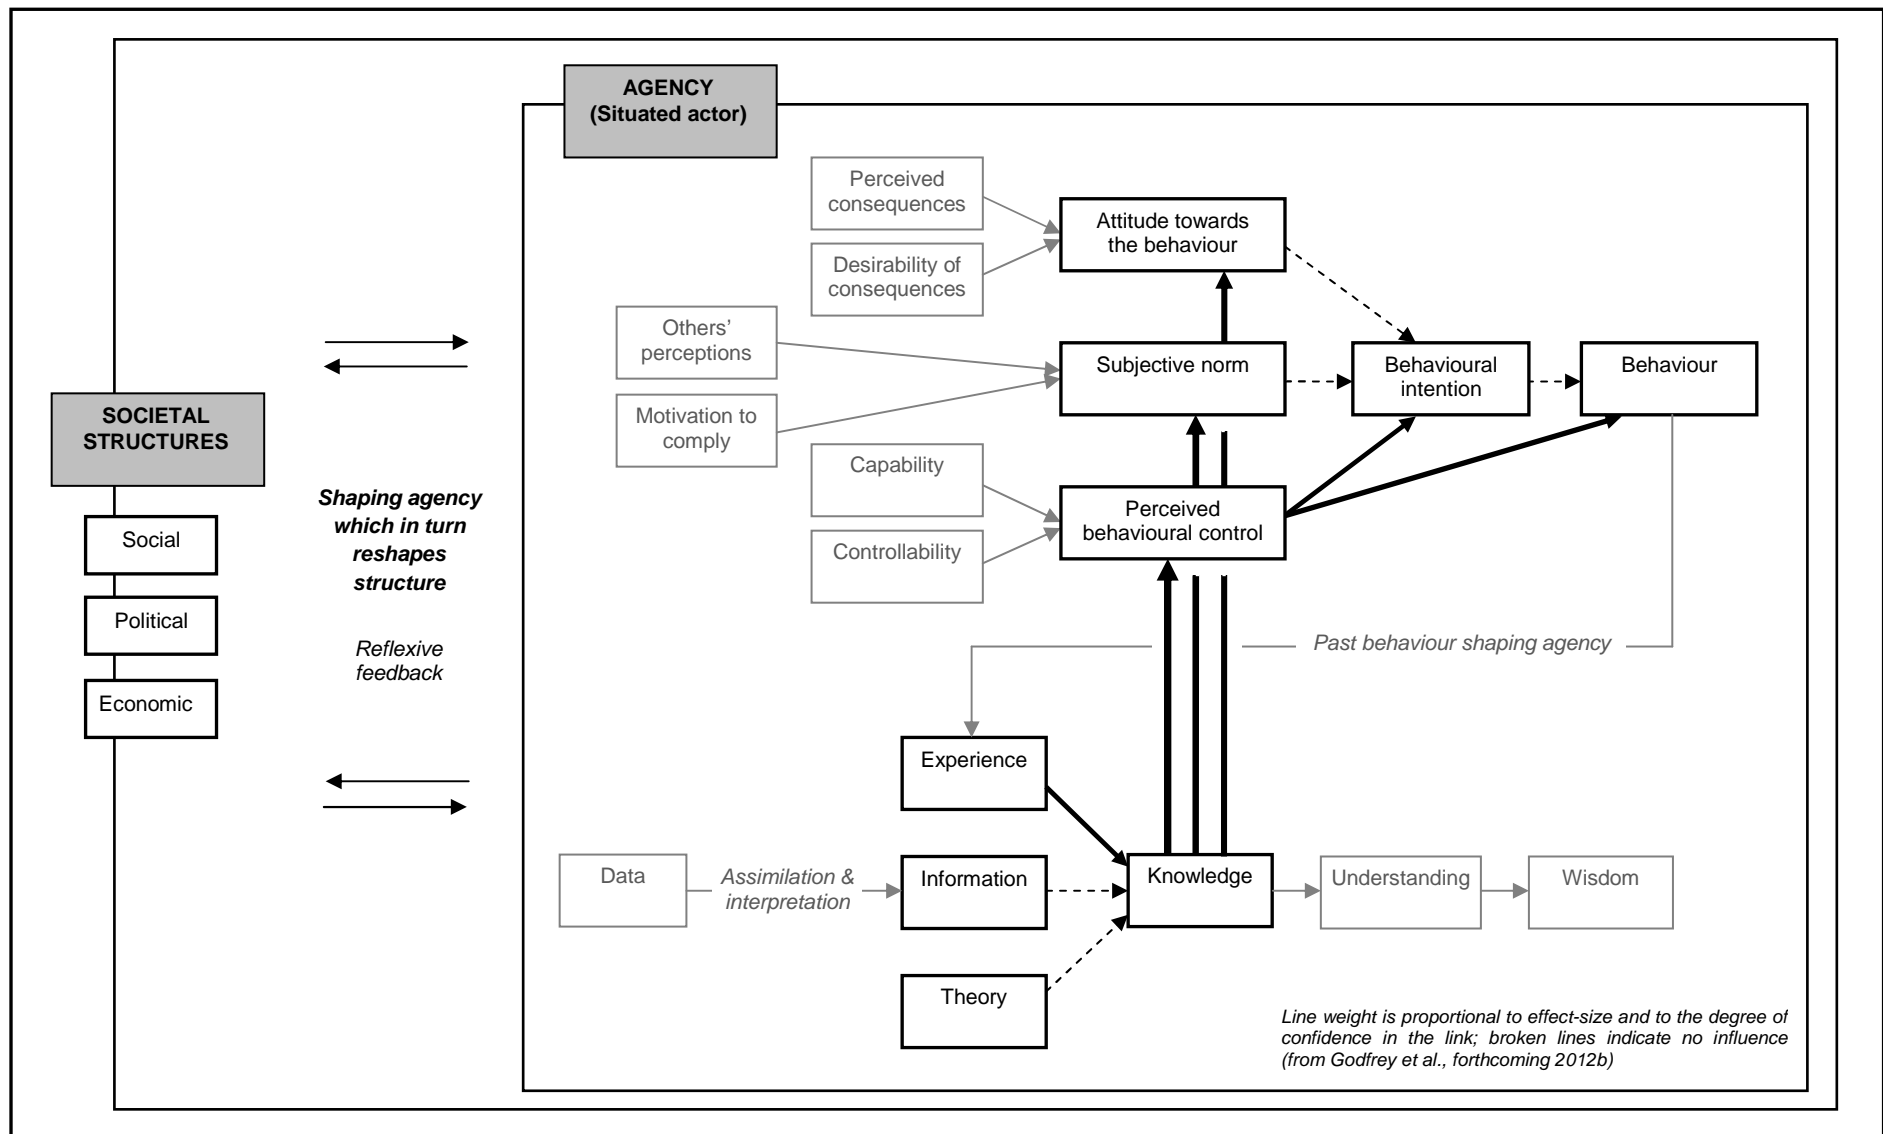 AGENCY
(Situated actor)
Perceived
consequences
Attitude towards
the behaviour
Desirability of
consequences
Others’
perceptions
Subjective norm
Behavioural
intention
Behaviour
Motivation to
comply
SOCIETAL
STRUCTURES
Capability
Perceived
behavioural control
Controllability
Social
Political
Economic
Shaping agency
which in turn
reshapes
structure
Reflexive
feedback
Past behaviour shaping agency
Experience
Data
Assimilation &
interpretation
Information
Knowledge
Understanding
Wisdom
Theory
Line weight is proportional to effect-size and to the degree of
confidence in the link; broken lines indicate no influence
(from Godfrey et al., forthcoming 2012b)